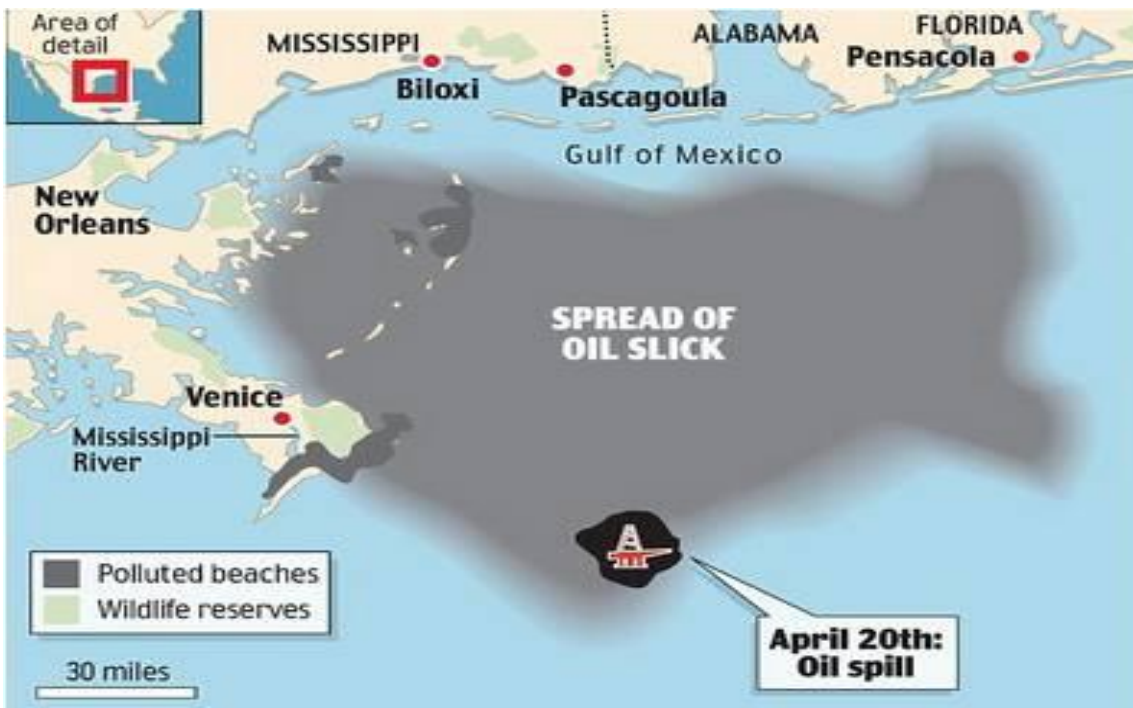 Area of
detail
MISSISSIPPI
Biloxi
Pascagoula
ALABAMA
FLORIDA
Pensacola
Gulf of Mexico
New
Orleans
SPREAD OF
OIL SLICK
Venice
Mississippi
River
Polluted beaches
Wildlife reserves
30 miles
April 20th:
Oil spill